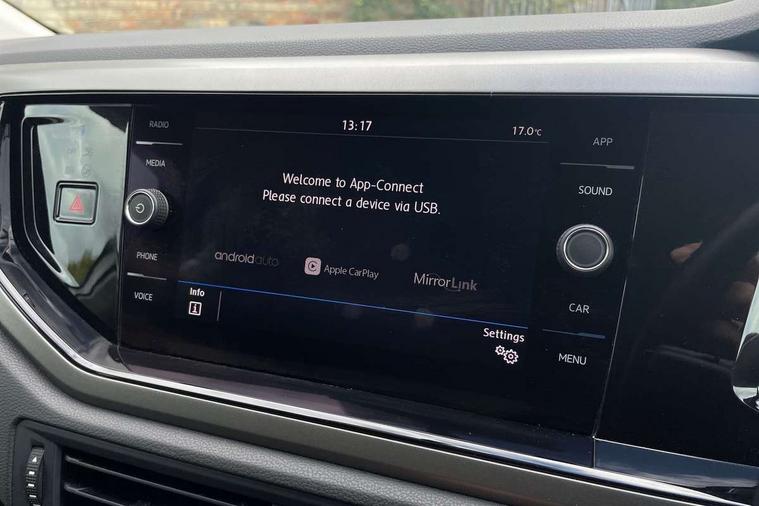 RADIO
MEDIA
PHONE
VOICE
13:17
17.0°C
Welcome to App-Connect
Please connect a device via USB.
androidauto
Apple CarPlay
MirrorLink
Info
Settings
APP
SOUND
CAR
MENU